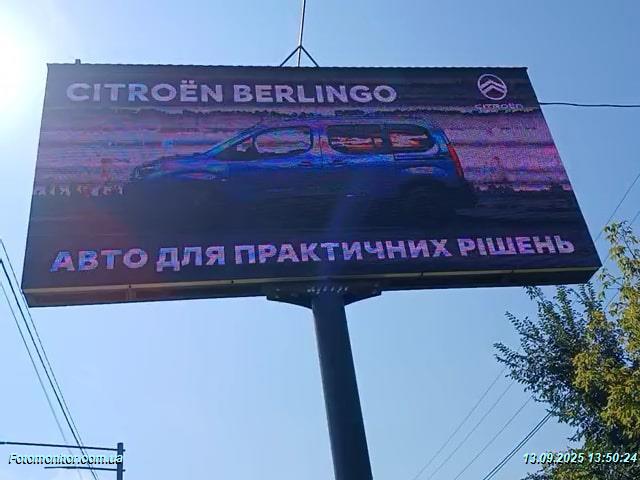 CITROËN BERLINGO
CITROËN
АВТО ДЛЯ ПРАКТИЧНИХ РІШЕНЬ
Fotomonitor.com.ua
13.09.2025 13:50:24